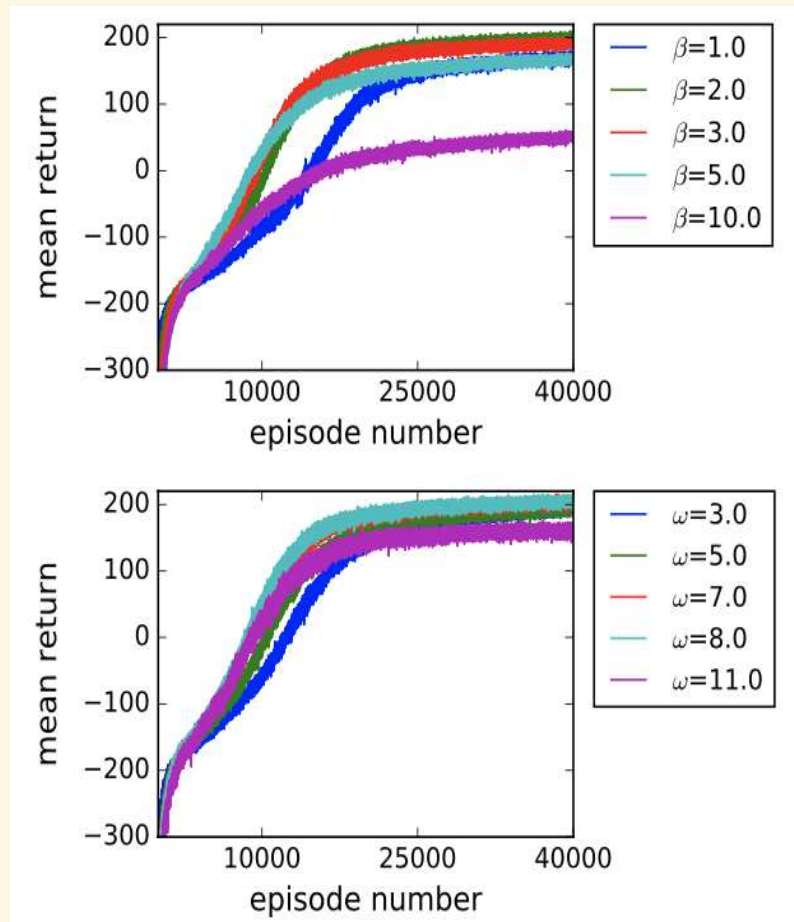 200
100
0
−100
−200
−300
mean return
10000
25000
40000
episode number
β=1.0
β=2.0
β=3.0
β=5.0
β=10.0
200
100
0
−100
−200
−300
mean return
10000
25000
40000
episode number
ω=3.0
ω=5.0
ω=7.0
ω=8.0
ω=11.0